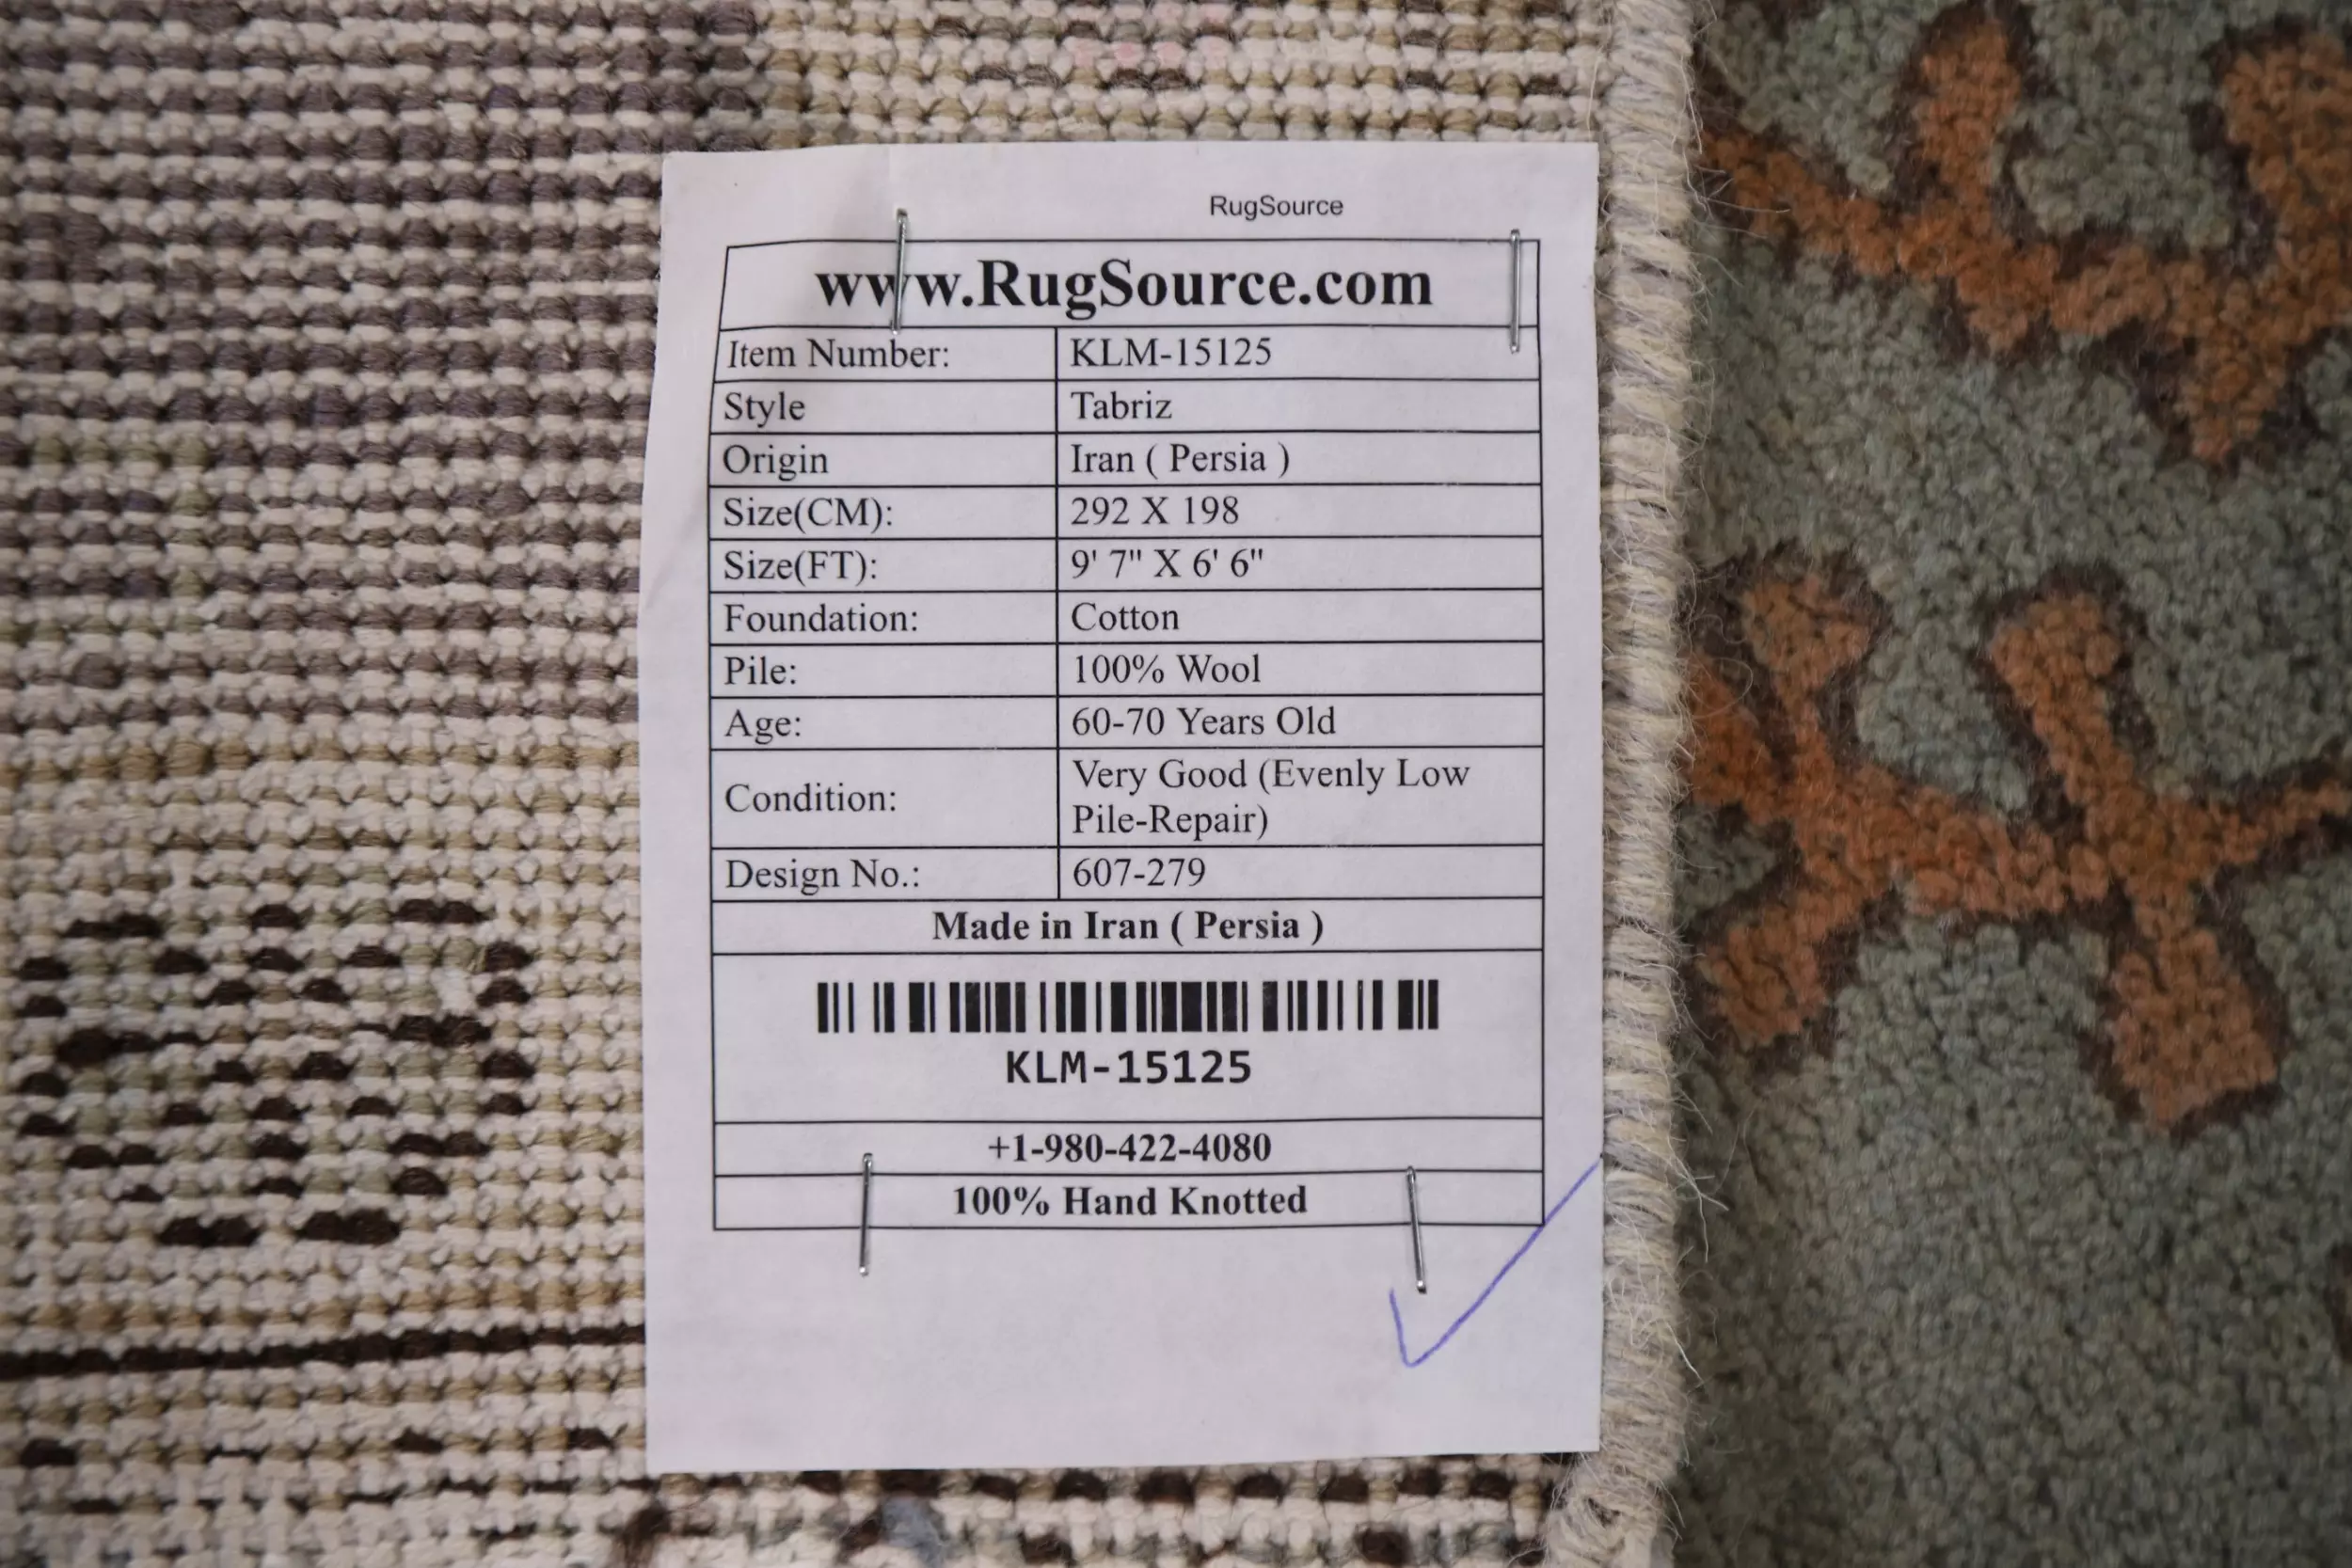 RugSource
www.RugSource.com
Item Number: KLM-15125
Style Tabriz
Origin Iran ( Persia )
Size(CM): 292 X 198
Size(FT): 9' 7" X 6' 6"
Foundation: Cotton
Pile: 100% Wool
Age: 60-70 Years Old
Condition: Very Good (Evenly Low
Pile-Repair)
Design No.: 607-279
Made in Iran ( Persia )
KLM-15125
+1-980-422-4080
100% Hand Knotted